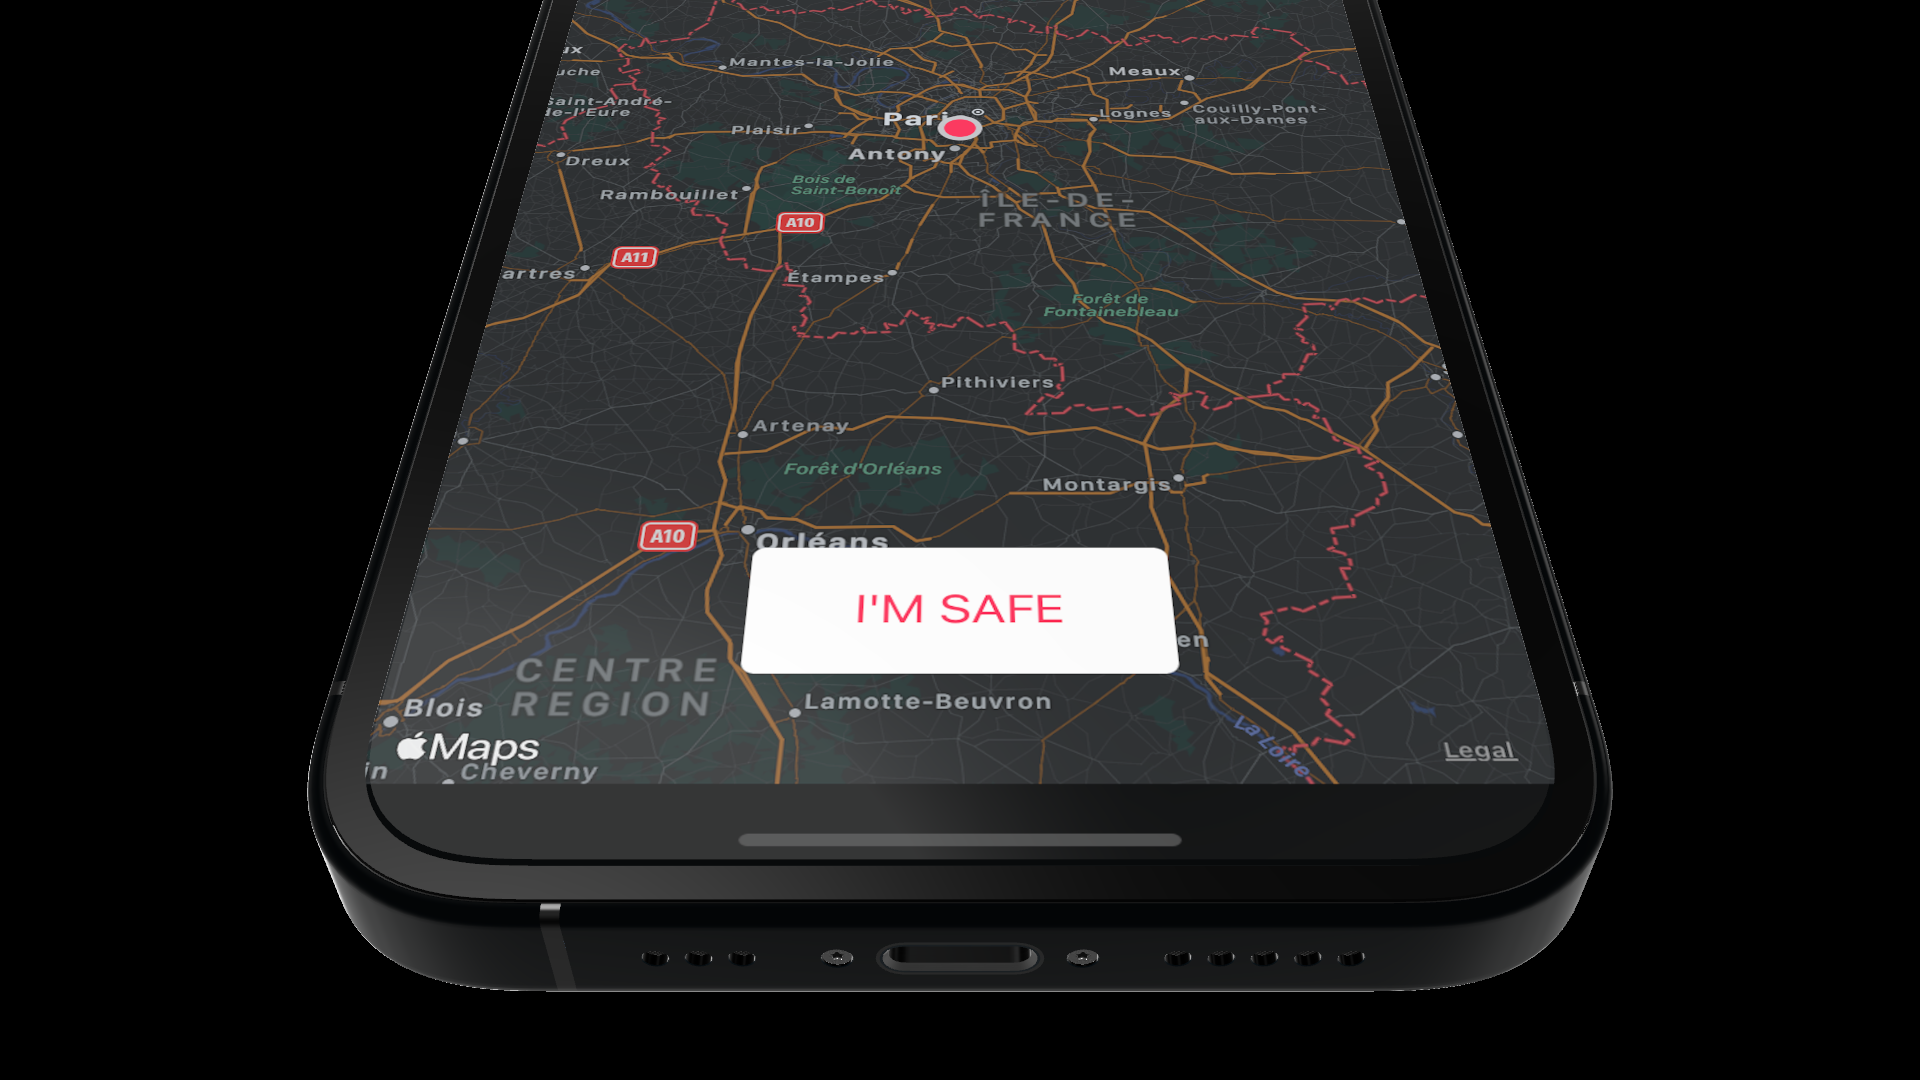 ux
uche
Mantes-la-Jolie
Meaux
Saint-André-
de-l'Eure
Couilly-Pont-
aux-Dames
Lognes
Pari
Plaisir
Antony
Dreux
Bois de
Saint-Benoît
Rambouillet
ÎLE-DE-
FRANCE
A10
A11
artres
Étampes
Forêt de
Fontainebleau
Pithiviers
Artenay
Forêt d'Orléans
Montargis
A10
Orléans
I'M SAFE
en
CENTRE
REGION
Lamotte-Beuvron
Blois
La Loire
Maps
Legal
in
Cheverny